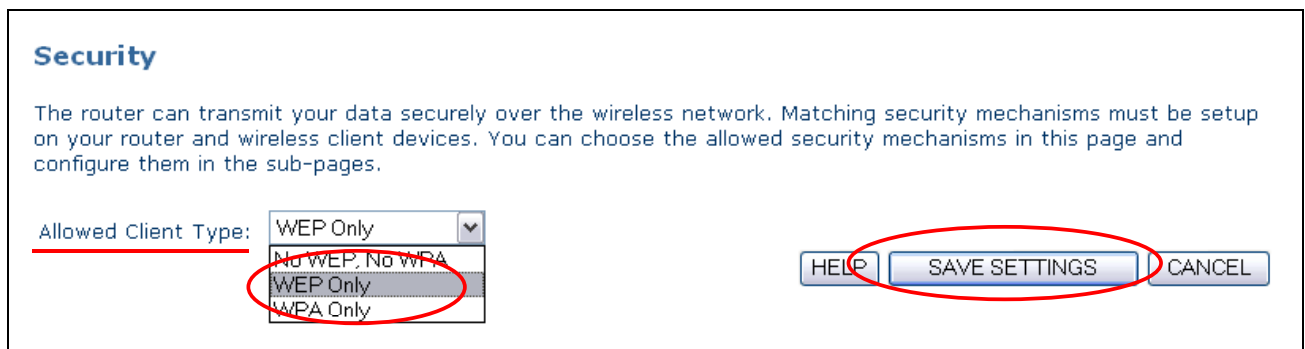 Security
The router can transmit your data securely over the wireless network. Matching security mechanisms must be setup
on your router and wireless client devices. You can choose the allowed security mechanisms in this page and
configure them in the sub-pages.
Allowed Client Type: WEP Only
No WEP, No WPA
WEP Only
WPA Only
HELP SAVE SETTINGS CANCEL